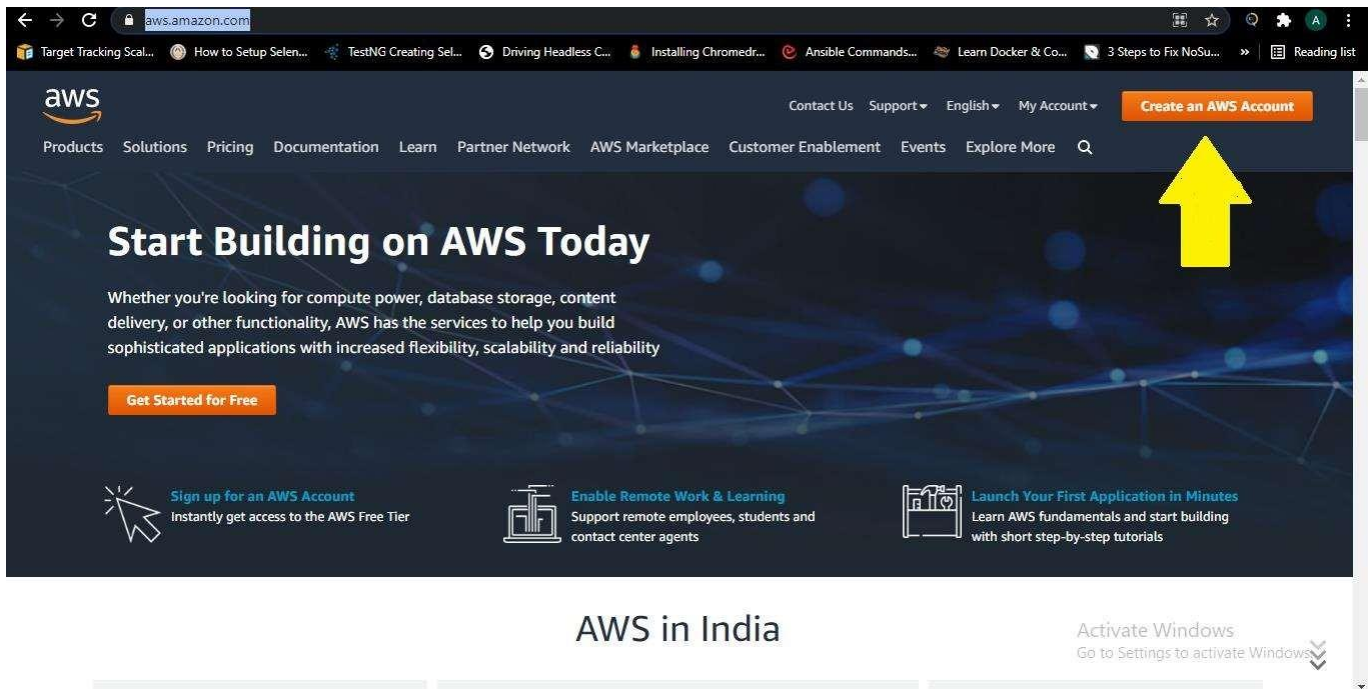 aws.amazon.com
Target Tracking Scal...
How to Setup Selen...
TestNG Creating Sel...
Driving Headless C...
Installing Chromedr...
Ansible Commands...
Learn Docker & Co...
3 Steps to Fix NoSu...
»
Reading list
A
aws
Contact Us
Support
English
My Account
Create an AWS Account
Products
Solutions
Pricing
Documentation
Learn
Partner Network
AWS Marketplace
Customer Enablement
Events
Explore More
Start Building on AWS Today
Whether you're looking for compute power, database storage, content
delivery, or other functionality, AWS has the services to help you build
sophisticated applications with increased flexibility, scalability and reliability
Get Started for Free
Sign up for an AWS Account
Instantly get access to the AWS Free Tier
Enable Remote Work & Learning
Support remote employees, students and
contact center agents
Launch Your First Application in Minutes
Learn AWS fundamentals and start building
with short step-by-step tutorials
AWS in India
Activate Windows
Go to Settings to activate Windows.